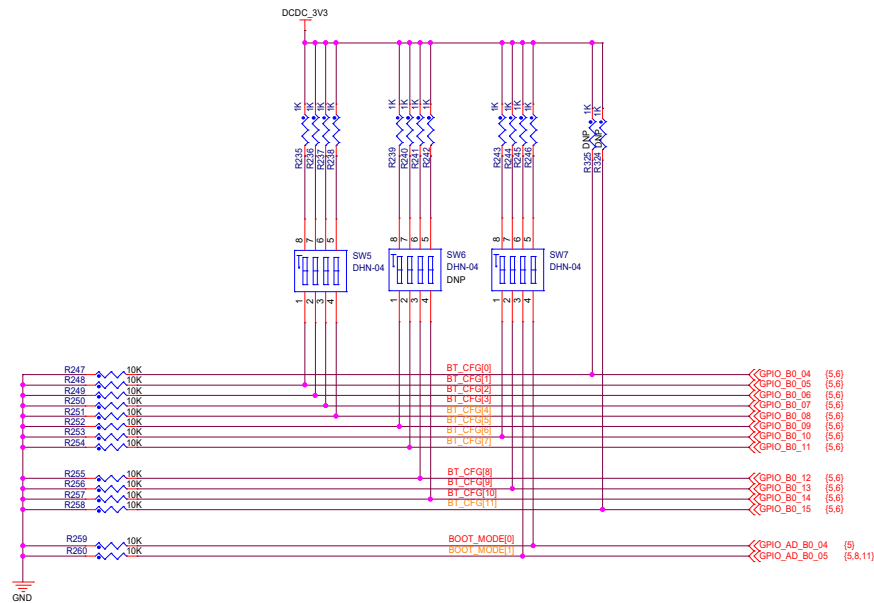 DCDC_3V3
1K 1K 1K 1K 1K 1K 1K 1K 1K 1K 1K 1K 1K 1K
DNP DNP
R235 R236 R237 R238 R239 R240 R241 R242 R243 R244 R245 R246 R325 R324
8 7 6 5 8 7 6 5 8 7 6 5
SW5 SW6 SW7
DHN-04 DHN-04 DHN-04
DNP
1 2 3 4 1 2 3 4 1 2 3 4
R247 10K BT_CFG[0] GPIO_B0_04 {5,6}
R248 10K BT_CFG[1] GPIO_B0_05 {5,6}
R249 10K BT_CFG[2] GPIO_B0_06 {5,6}
R250 10K BT_CFG[3] GPIO_B0_07 {5,6}
R251 10K BT_CFG[4] GPIO_B0_08 {5,6}
R252 10K BT_CFG[5] GPIO_B0_09 {5,6}
R253 10K BT_CFG[6] GPIO_B0_10 {5,6}
R254 10K BT_CFG[7] GPIO_B0_11 {5,6}
R255 10K BT_CFG[8] GPIO_B0_12 {5,6}
R256 10K BT_CFG[9] GPIO_B0_13 {5,6}
R257 10K BT_CFG[10] GPIO_B0_14 {5,6}
R258 10K BT_CFG[11] GPIO_B0_15 {5,6}
R259 10K BOOT_MODE[0] GPIO_AD_B0_04 {5}
R260 10K BOOT_MODE[1] GPIO_AD_B0_05 {5,8,11}
GND